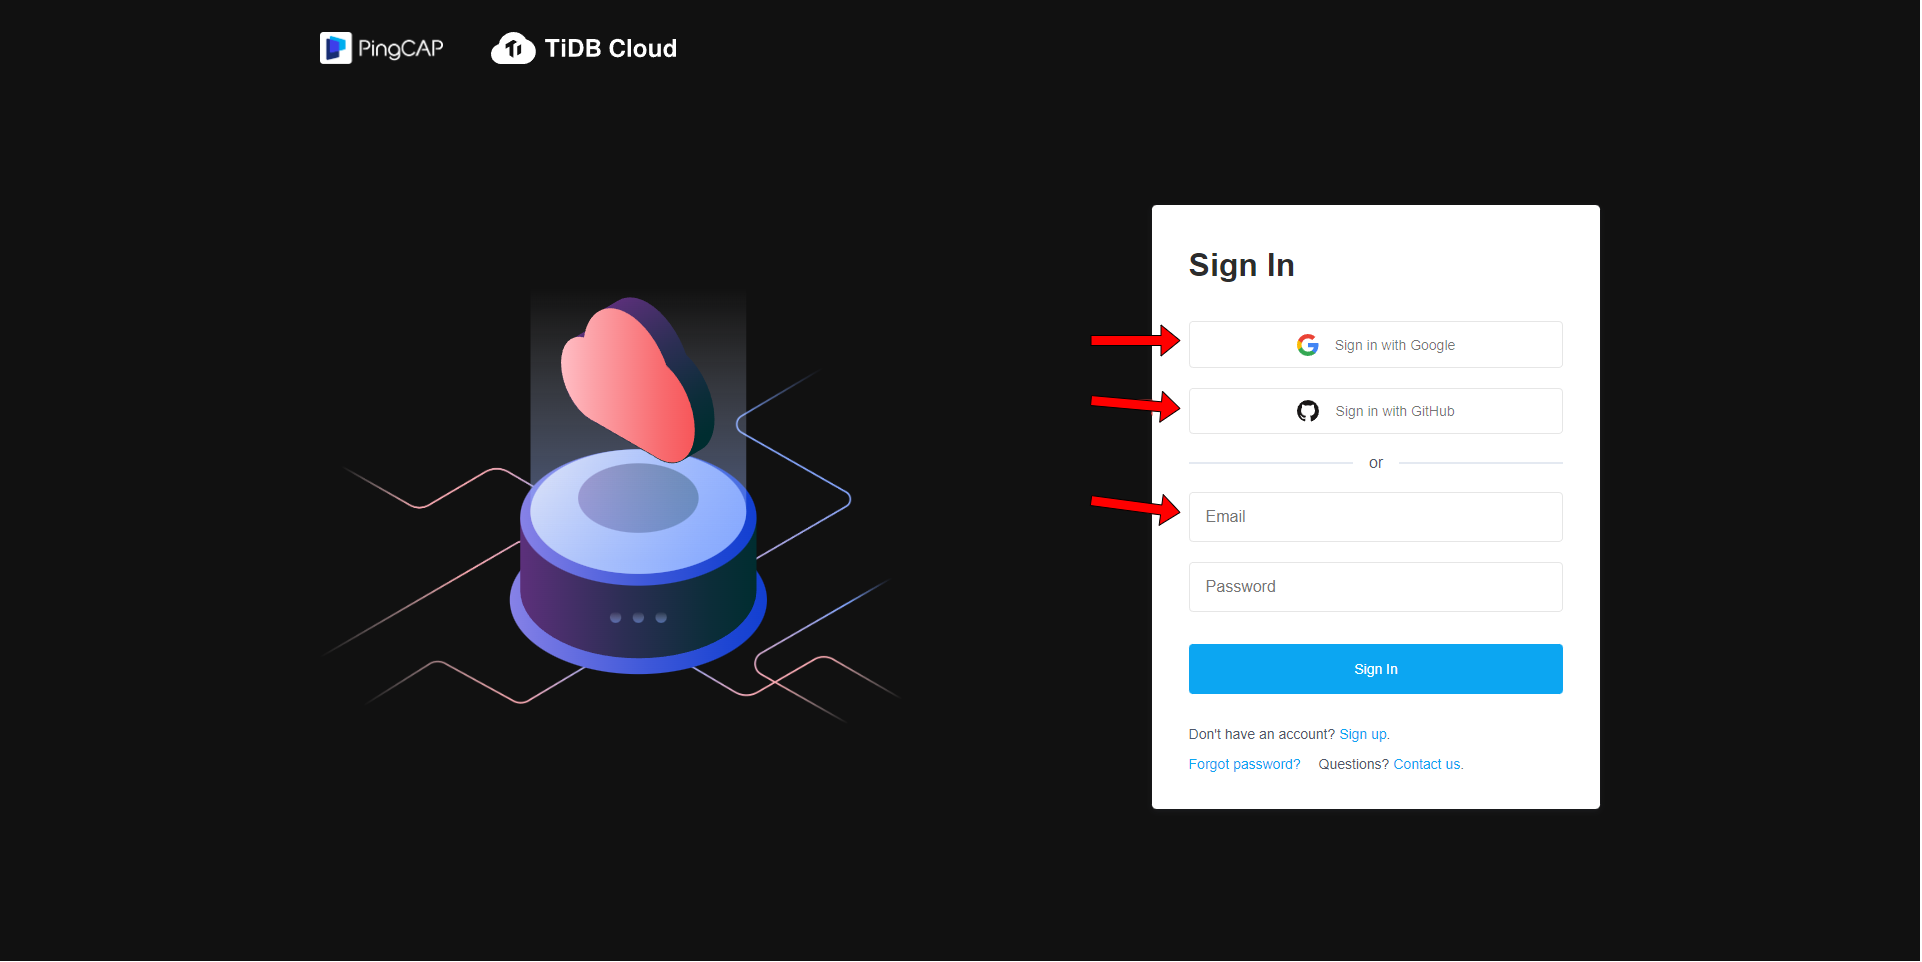 PingCAP
TiDB Cloud
Sign In
Sign in with Google
Sign in with GitHub
or
Email
Password
Sign In
Don't have an account? Sign up.
Forgot password? Questions? Contact us.